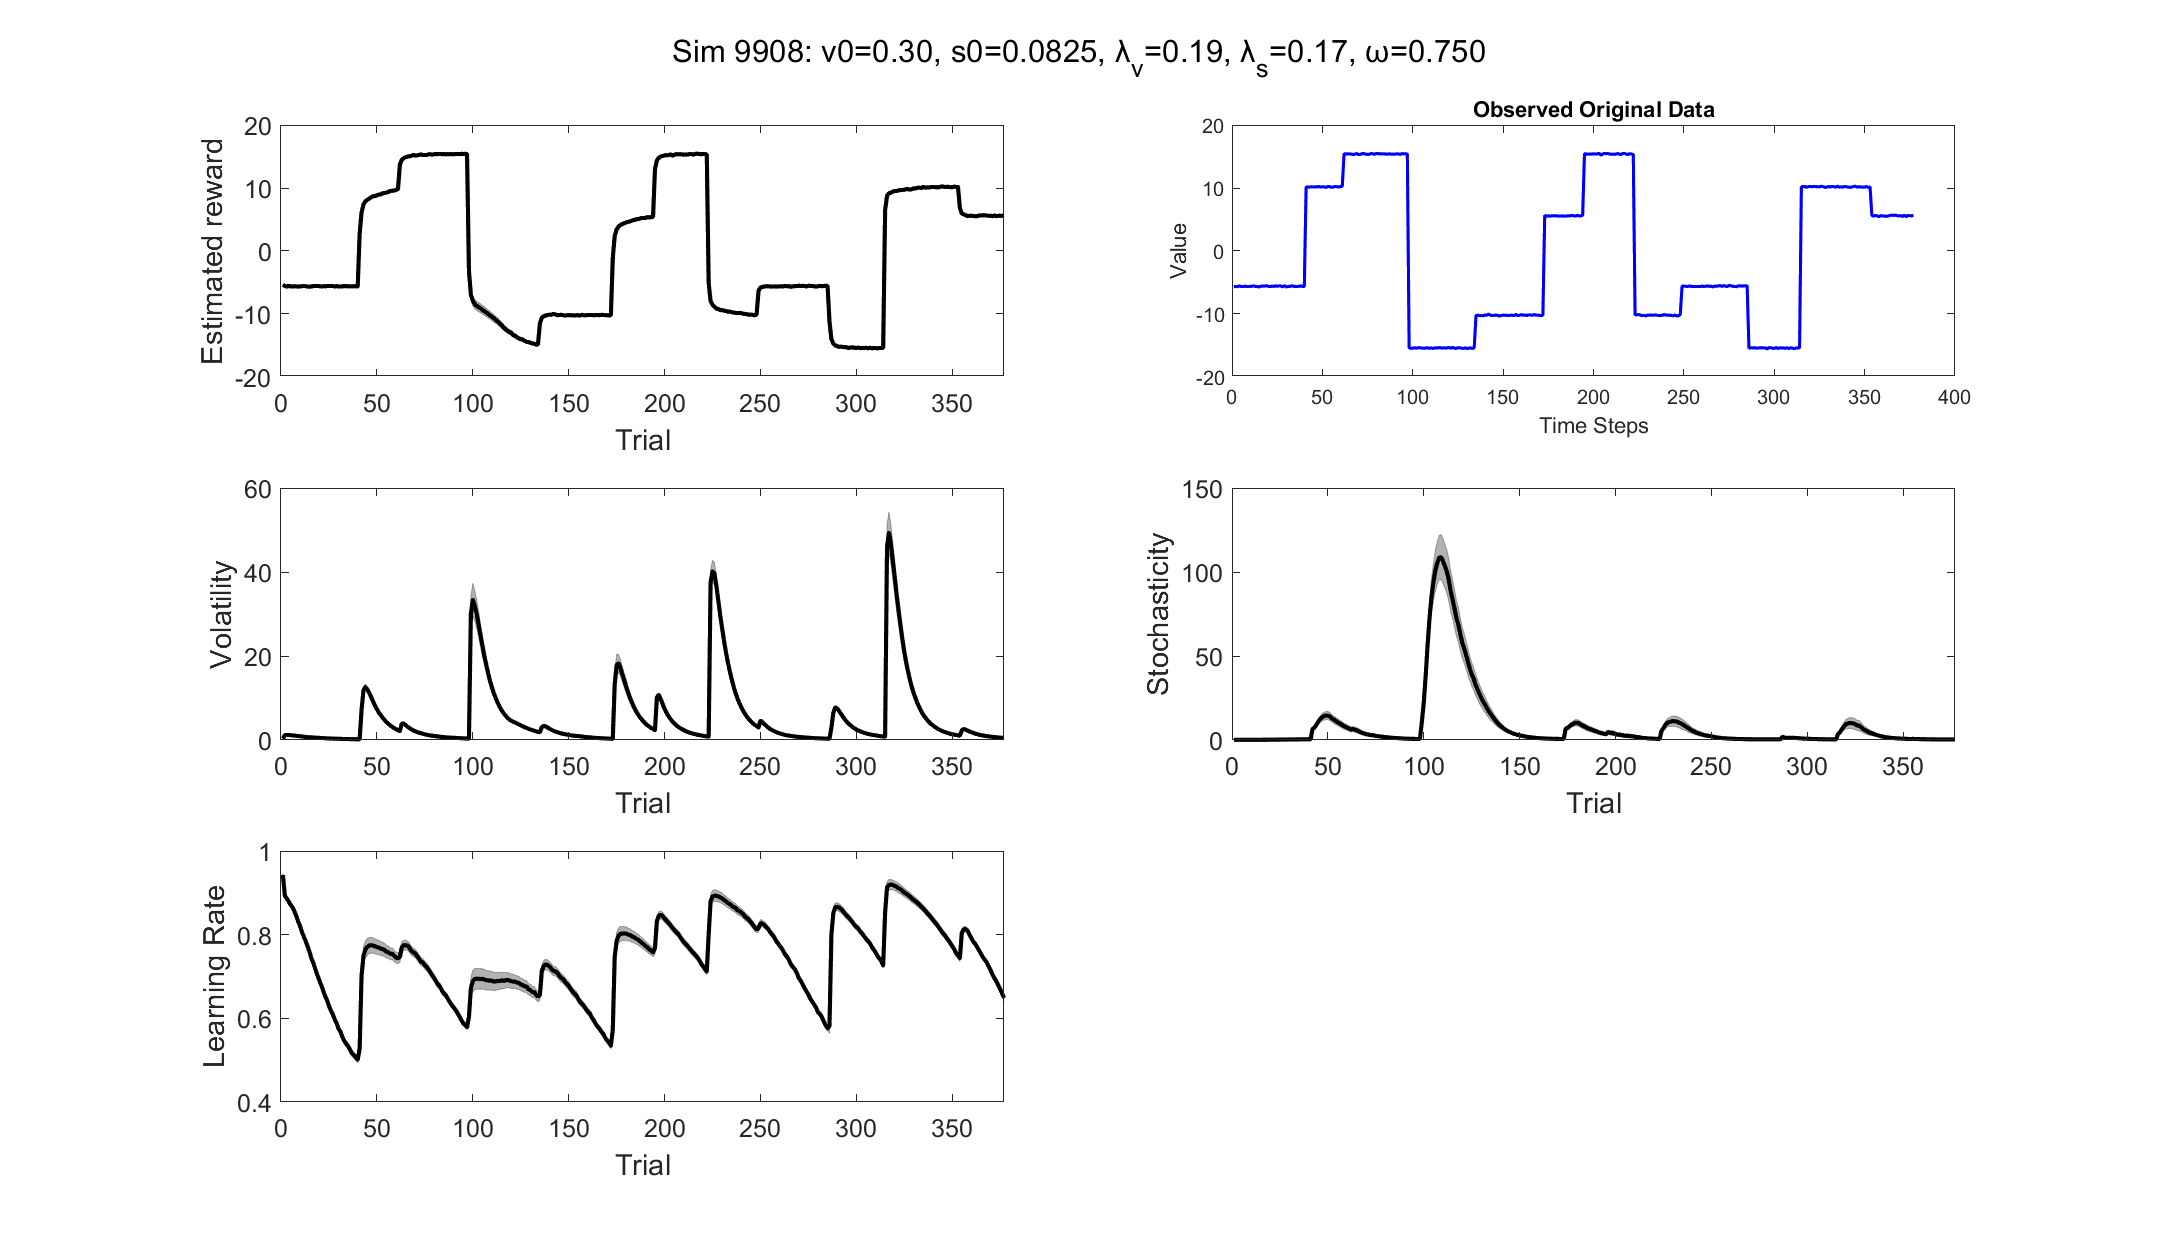 Sim 9908: v0=0.30, s0=0.0825, λ_v=0.19, λ_s=0.17, ω=0.750
20
10
0
-10
-20
Estimated reward
0 50 100 150 200 250 300 350
Trial
Observed Original Data
20
10
0
-10
-20
Value
0 50 100 150 200 250 300 350 400
Time Steps
60
40
20
0
Volatility
0 50 100 150 200 250 300 350
Trial
150
100
50
0
Stochasticity
0 50 100 150 200 250 300 350
Trial
1
0.8
0.6
0.4
Learning Rate
0 50 100 150 200 250 300 350
Trial